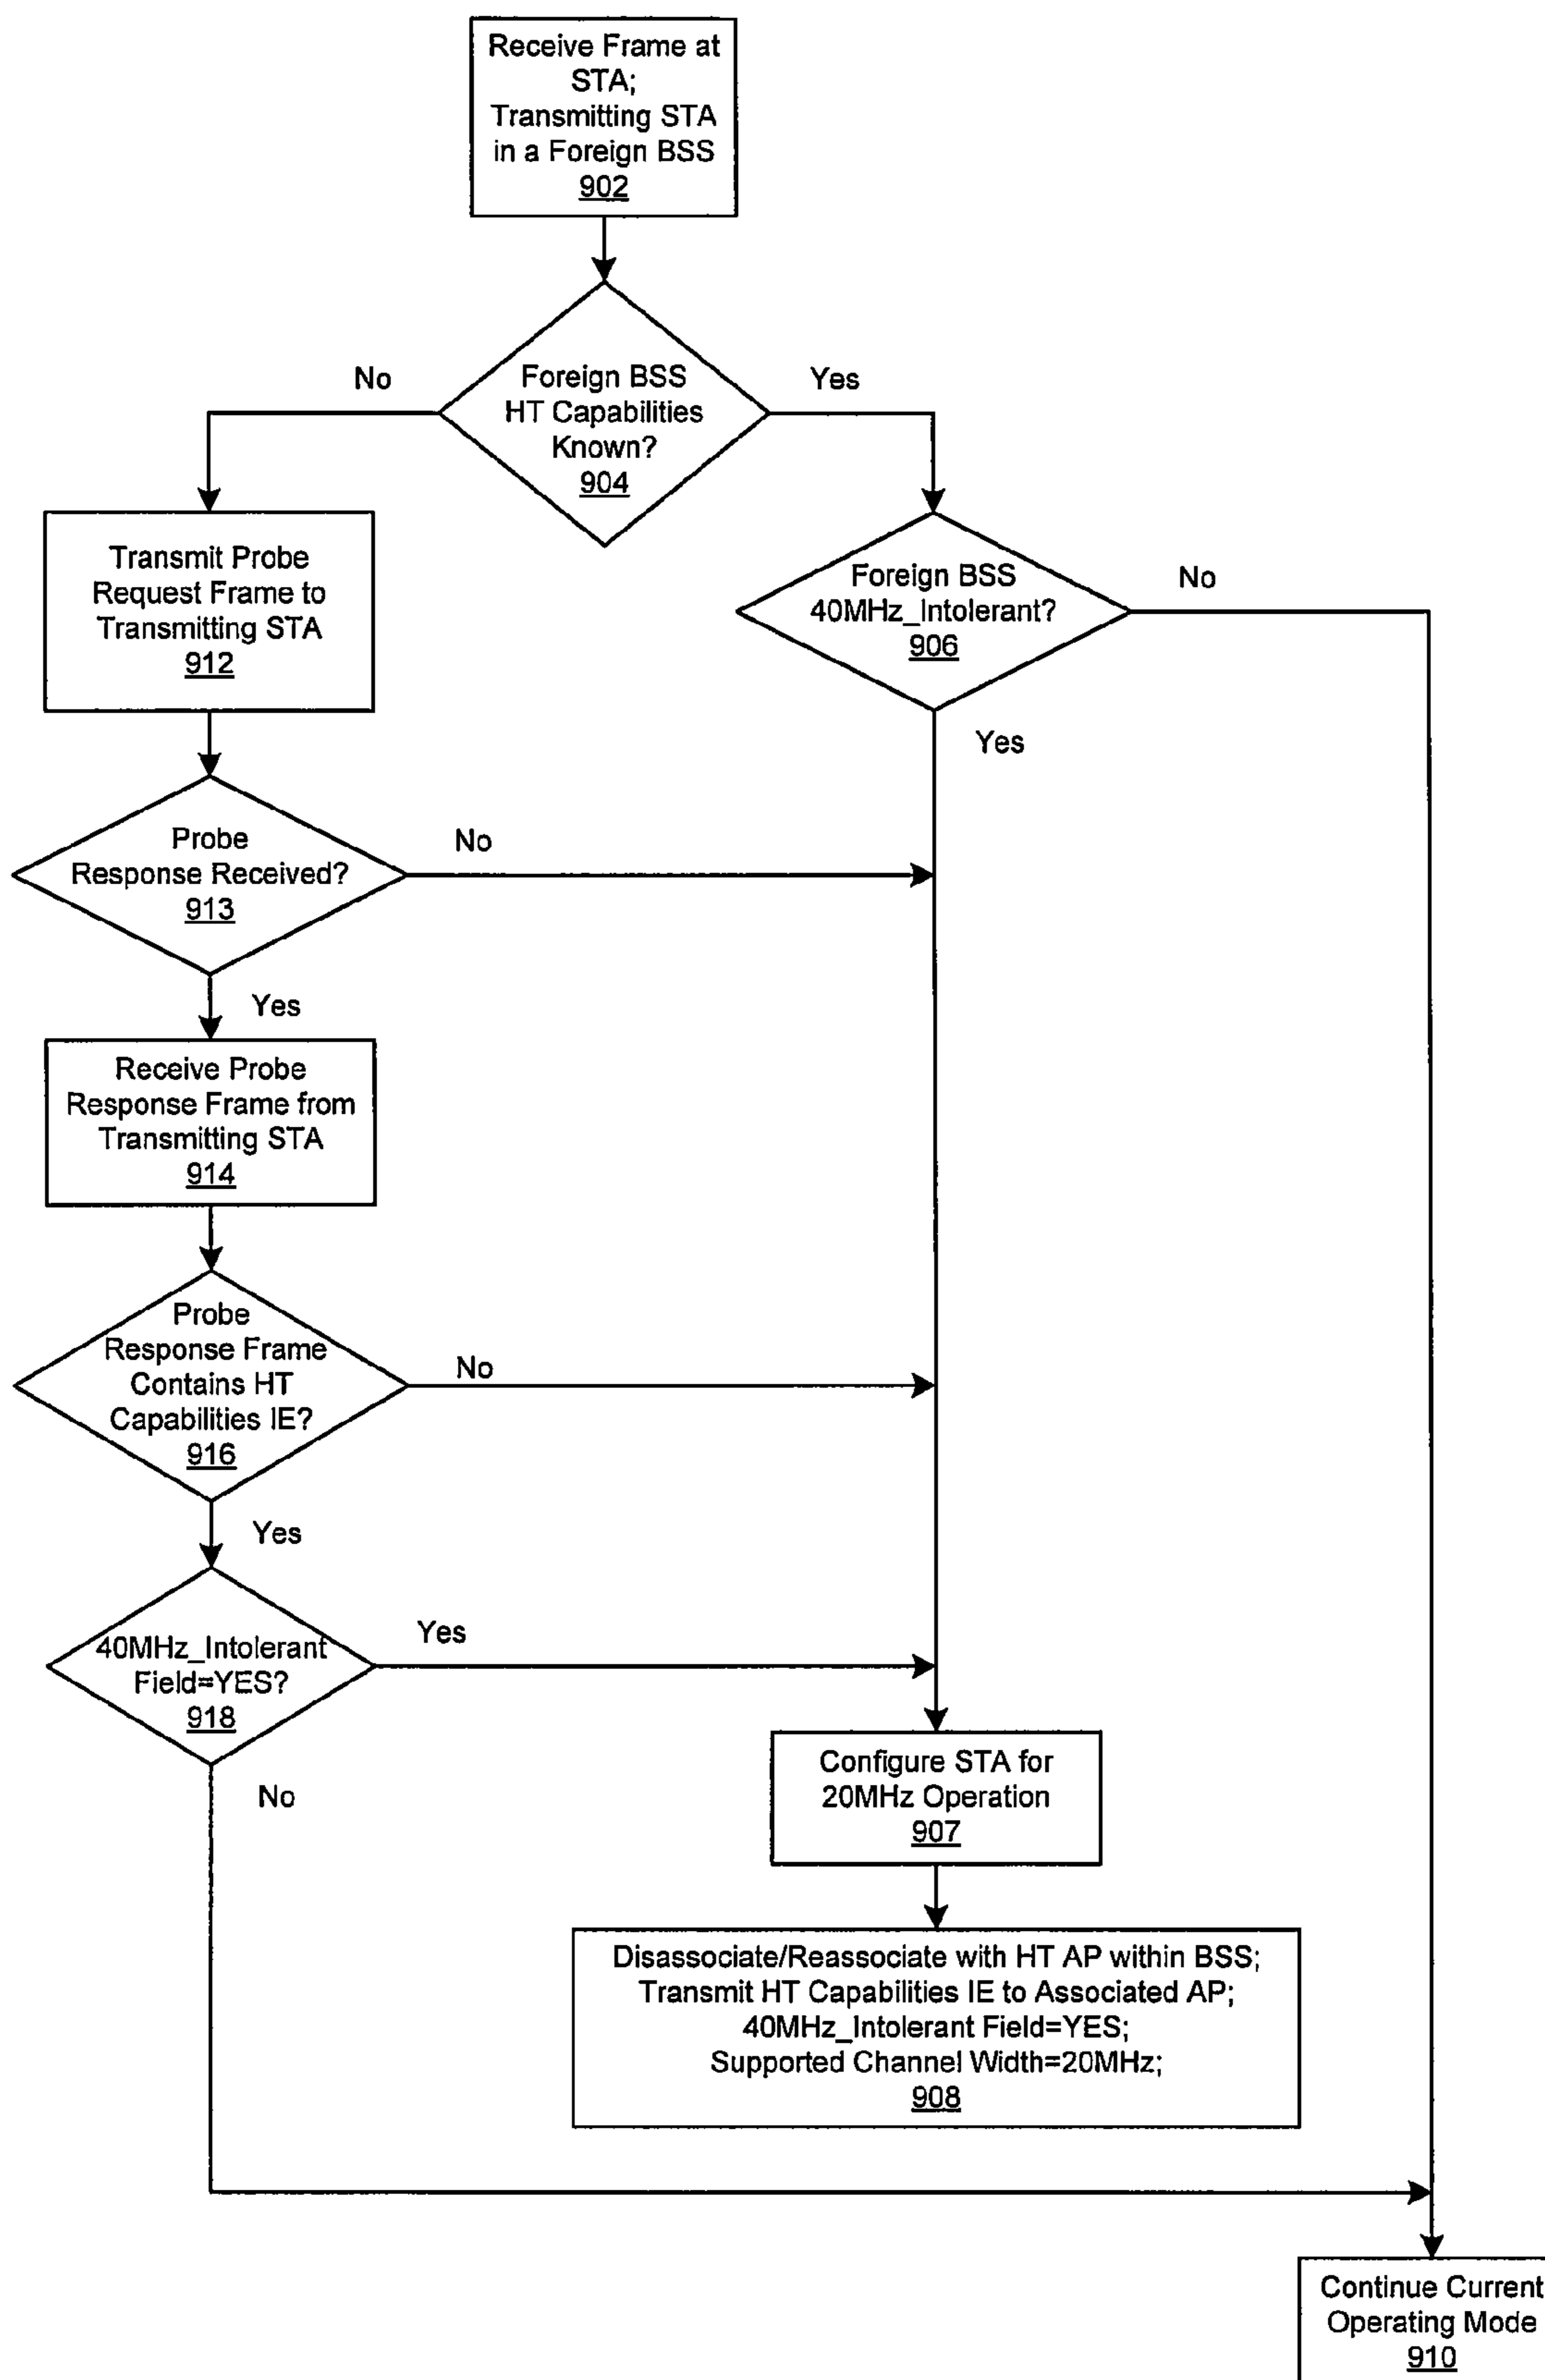 Receive Frame at
STA;
Transmitting STA
in a Foreign BSS
902
No
Foreign BSS
HT Capabilities
Known?
904
Yes
Transmit Probe
Request Frame to
Transmitting STA
912
Foreign BSS
40MHz_Intolerant?
906
No
Yes
Probe
Response Received?
913
No
Yes
Receive Probe
Response Frame from
Transmitting STA
914
Probe
Response Frame
Contains HT
Capabilities IE?
916
No
Yes
40MHz_Intolerant
Field=YES?
918
Yes
No
Configure STA for
20MHz Operation
907
Disassociate/Reassociate with HT AP within BSS;
Transmit HT Capabilities IE to Associated AP;
40MHz_Intolerant Field=YES;
Supported Channel Width=20MHz;
908
Continue Current
Operating Mode
910